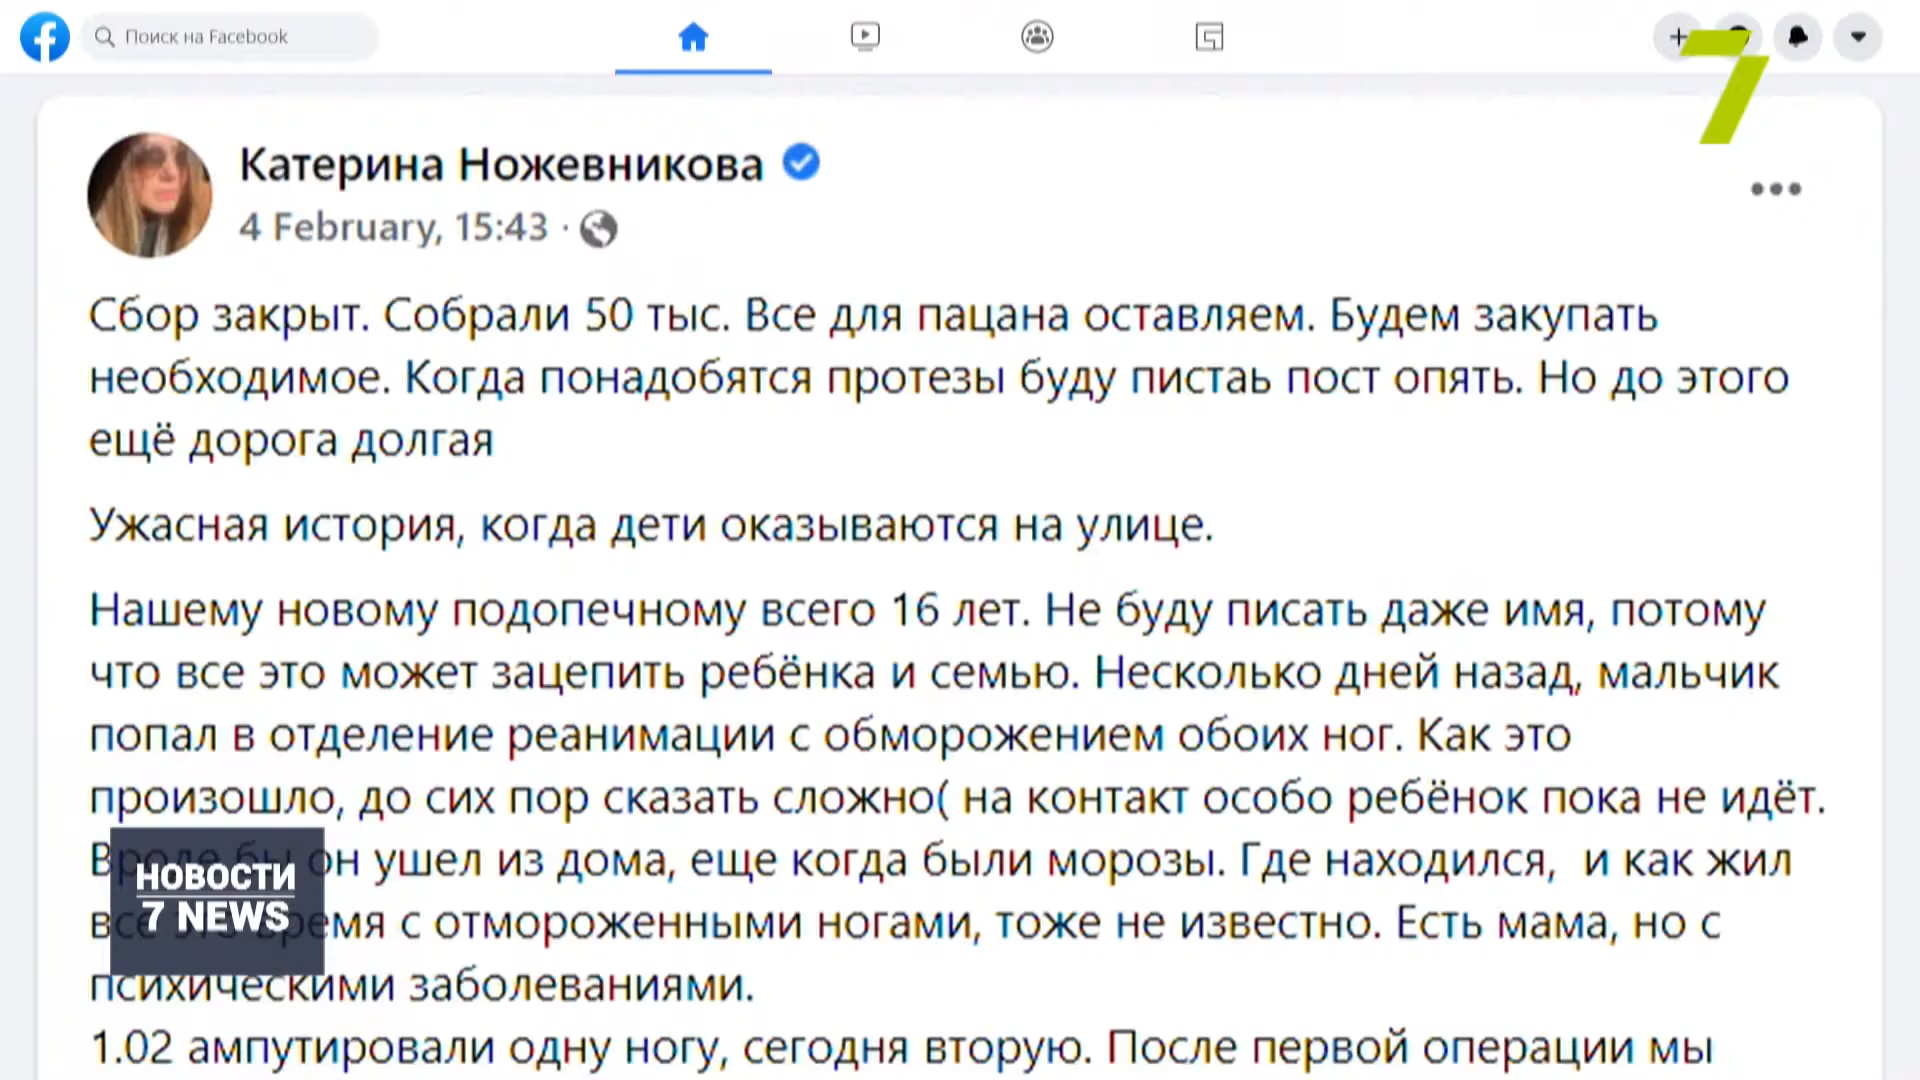 Поиск на Facebook
7
Катерина Ножевникова
4 February, 15:43 ·
Сбор закрыт. Собрали 50 тыс. Все для пацана оставляем. Будем закупать
необходимое. Когда понадобятся протезы буду пистаь пост опять. Но до этого
ещё дорога долгая
Ужасная история, когда дети оказываются на улице.
Нашему новому подопечному всего 16 лет. Не буду писать даже имя, потому
что все это может зацепить ребёнка и семью. Несколько дней назад, мальчик
попал в отделение реанимации с обморожением обоих ног. Как это
произошло, до сих пор сказать сложно( на контакт особо ребёнок пока не идёт.
Вроде бы он ушел из дома, еще когда были морозы. Где находился, и как жил
все это время с отмороженными ногами, тоже не известно. Есть мама, но с
психическими заболеваниями.
1.02 ампутировали одну ногу, сегодня вторую. После первой операции мы
НОВОСТИ
7 NEWS